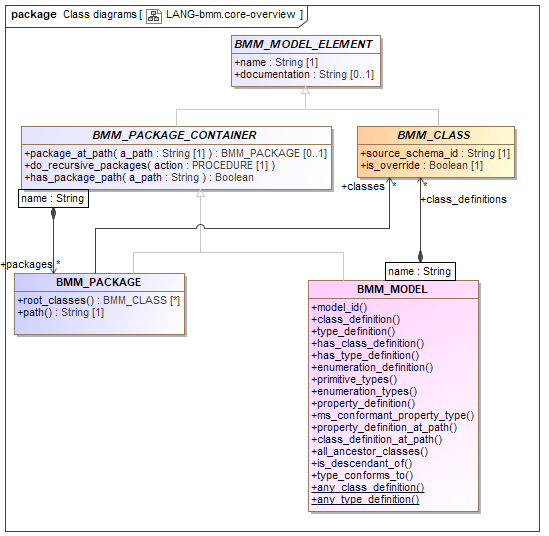 package Class diagrams [ LANG-bmm.core-overview ]
BMM_MODEL_ELEMENT
+name : String [1]
+documentation : String [0..1]
BMM_PACKAGE_CONTAINER
+package_at_path( a_path : String [1] ) : BMM_PACKAGE [0..1]
+do_recursive_packages( action : PROCEDURE [1] )
+has_package_path( a_path : String ) : Boolean
BMM_CLASS
+source_schema_id : String [1]
+is_override : Boolean [1]
name : String
+classes
*
*
+class_definitions
+packages
*
name : String
BMM_PACKAGE
+root_classes() : BMM_CLASS [*]
+path() : String [1]
BMM_MODEL
+model_id()
+class_definition()
+type_definition()
+has_class_definition()
+has_type_definition()
+enumeration_definition()
+primitive_types()
+enumeration_types()
+property_definition()
+ms_conformant_property_type()
+property_definition_at_path()
+class_definition_at_path()
+all_ancestor_classes()
+is_descendant_of()
+type_conforms_to()
+any_class_definition()
+any_type_definition()